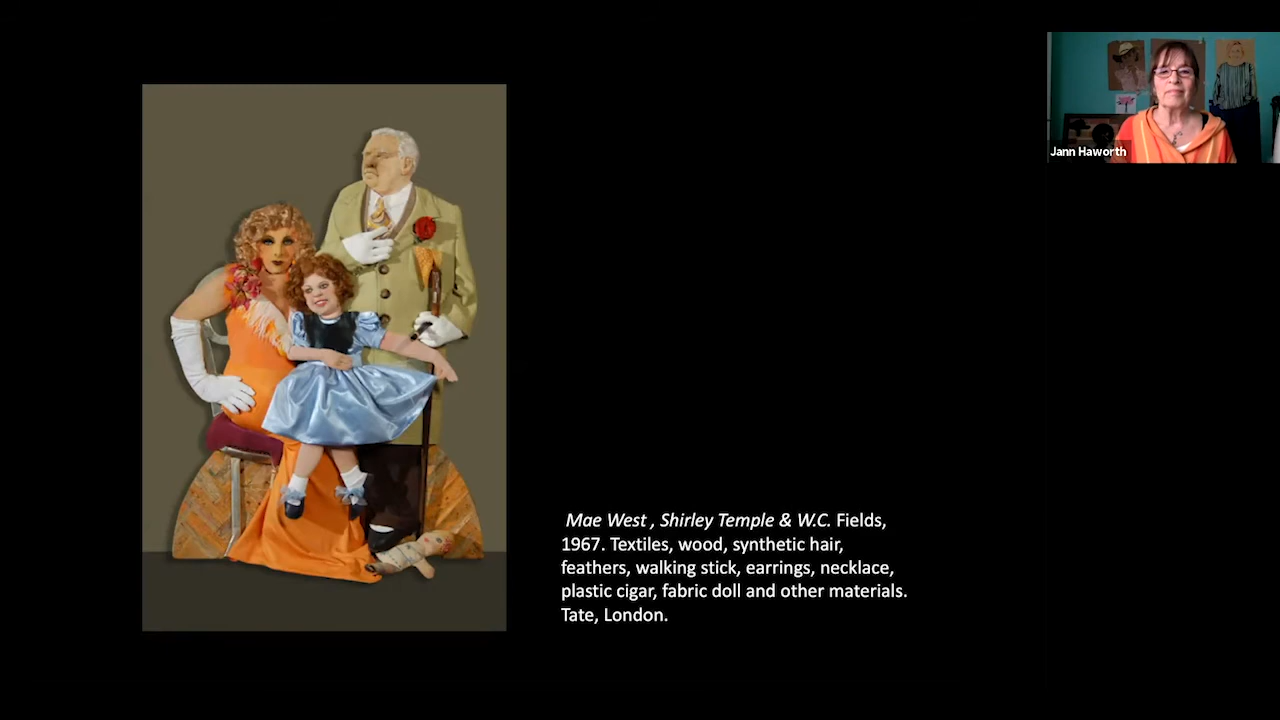 Jann Haworth
Mae West , Shirley Temple & W.C. Fields,
1967. Textiles, wood, synthetic hair,
feathers, walking stick, earrings, necklace,
plastic cigar, fabric doll and other materials.
Tate, London.